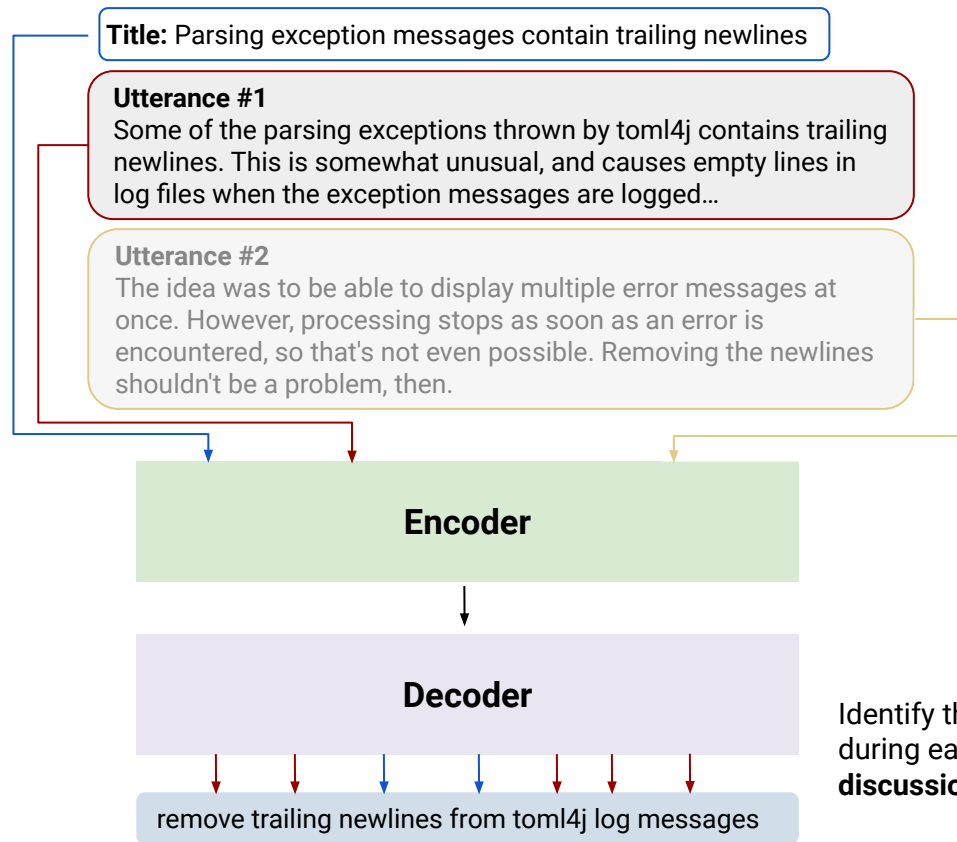 Title: Parsing exception messages contain trailing newlines
Utterance #1
Some of the parsing exceptions thrown by toml4j contains trailing
newlines. This is somewhat unusual, and causes empty lines in
log files when the exception messages are logged…
Utterance #2
The idea was to be able to display multiple error messages at
once. However, processing stops as soon as an error is
encountered, so that's not even possible. Removing the newlines
shouldn't be a problem, then.
Encoder
Decoder
Identify
during
remove trailing newlines from toml4j log messages